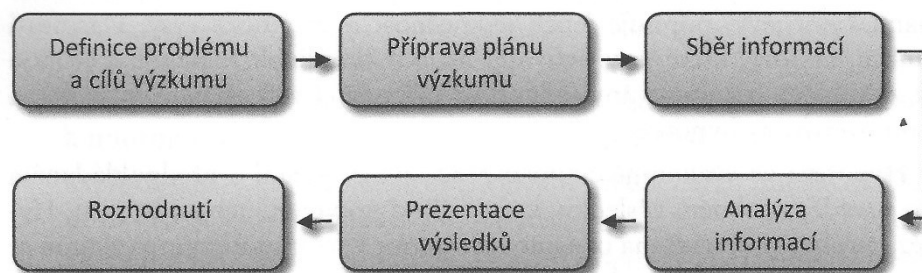 Definice problému
a cílů výzkumu
Příprava plánu
výzkumu
Sběr informací
Analýza
informací
Prezentace
výsledků
Rozhodnutí